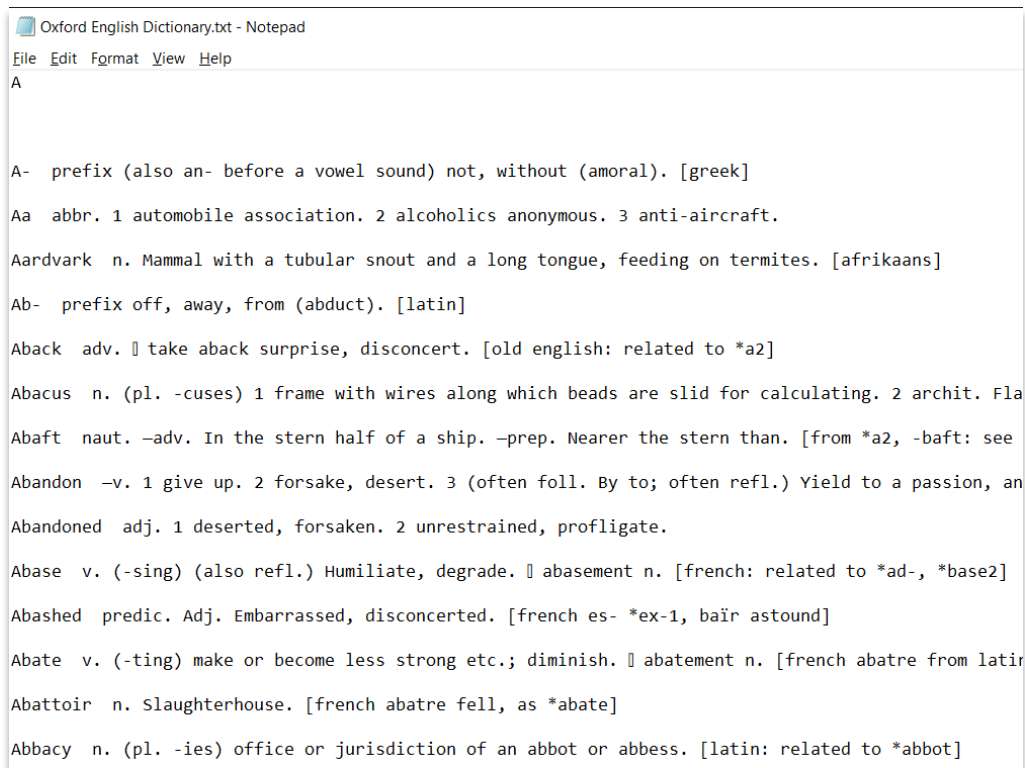 Oxford English Dictionary.txt - Notepad
File Edit Format View Help
A
A-  prefix (also an- before a vowel sound) not, without (amoral). [greek]
Aa  abbr. 1 automobile association. 2 alcoholics anonymous. 3 anti-aircraft.
Aardvark  n. Mammal with a tubular snout and a long tongue, feeding on termites. [afrikaans]
Ab-  prefix off, away, from (abduct). [latin]
Aback  adv. ▯ take aback surprise, disconcert. [old english: related to *a2]
Abacus  n. (pl. -cuses) 1 frame with wires along which beads are slid for calculating. 2 archit. Fla
Abaft  naut. —adv. In the stern half of a ship. —prep. Nearer the stern than. [from *a2, -baft: see
Abandon  —v. 1 give up. 2 forsake, desert. 3 (often foll. By to; often refl.) Yield to a passion, an
Abandoned  adj. 1 deserted, forsaken. 2 unrestrained, profligate.
Abase  v. (-sing) (also refl.) Humiliate, degrade. ▯ abasement n. [french: related to *ad-, *base2]
Abashed  predic. Adj. Embarrassed, disconcerted. [french es- *ex-1, baïr astound]
Abate  v. (-ting) make or become less strong etc.; diminish. ▯ abatement n. [french abatre from latin
Abattoir  n. Slaughterhouse. [french abatre fell, as *abate]
Abbacy  n. (pl. -ies) office or jurisdiction of an abbot or abbess. [latin: related to *abbot]